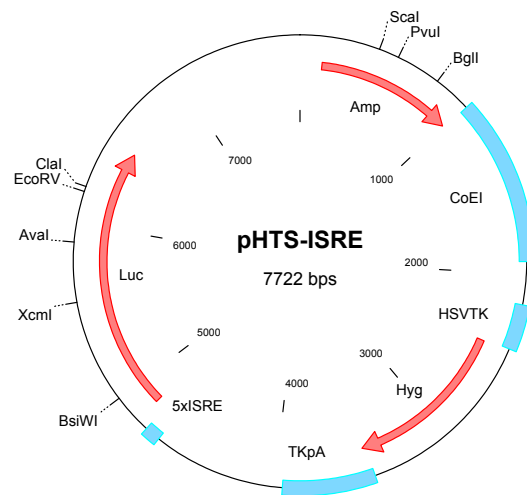 ScaI
PvuI
BglI
Amp
7000
1000
ClaI
EcoRV
CoEI
AvaI
6000
pHTS-ISRE
7722 bps
2000
Luc
XcmI
HSVTK
5000
3000
Hyg
4000
5xISRE
BsiWI
TKpA